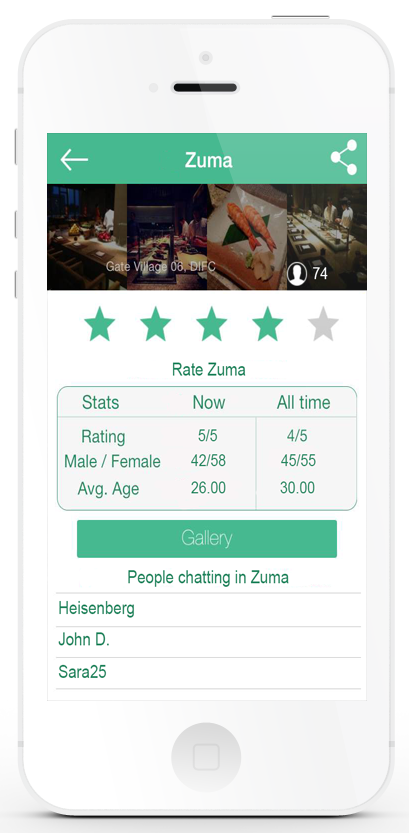 Zuma
Gate Village 06, DIFC
74
Rate Zuma
Stats Now All time
Rating 5/5 4/5
Male / Female 42/58 45/55
Avg. Age 26.00 30.00
Gallery
People chatting in Zuma
Heisenberg
John D.
Sara25